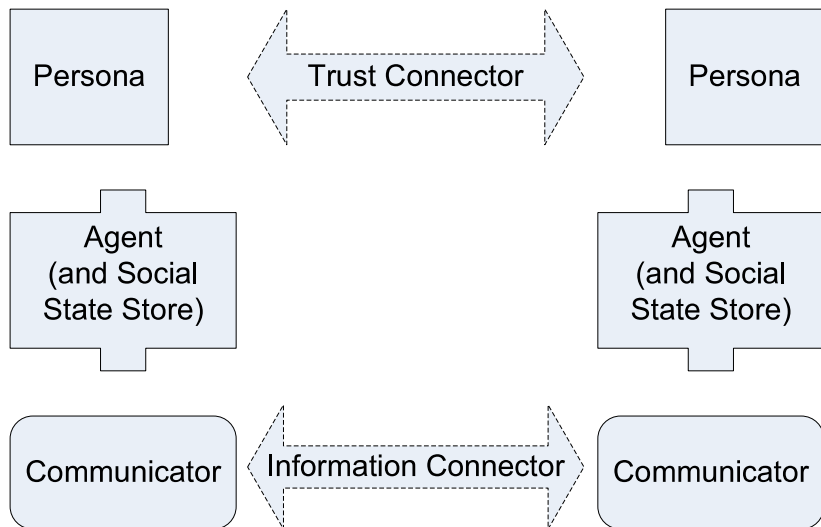 Persona
Trust Connector
Persona
Agent
(and Social
State Store)
Agent
(and Social
State Store)
Communicator
Information Connector
Communicator